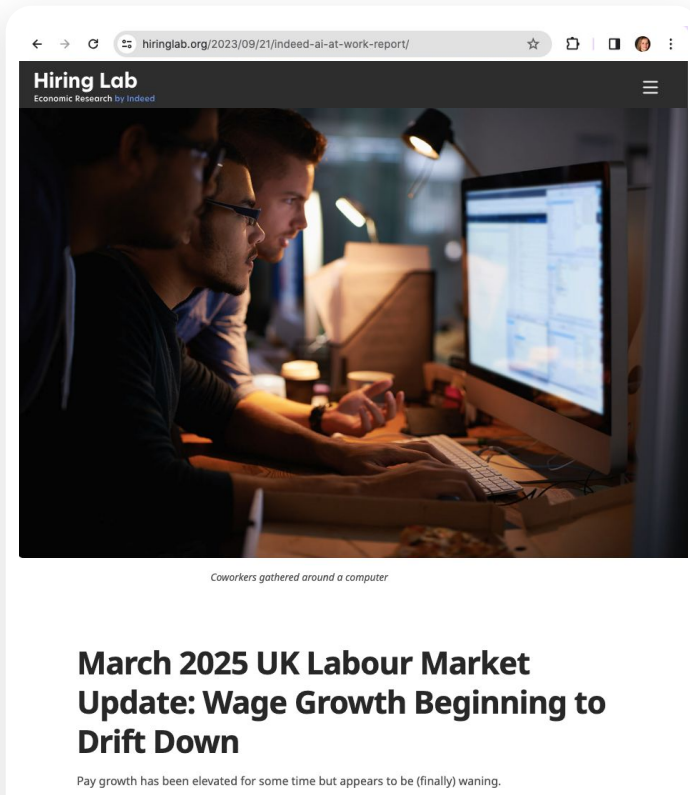 hiringlab.org/2023/09/21/indeed-ai-at-work-report/
Hiring Lab
Economic Research by Indeed
Coworkers gathered around a computer
March 2025 UK Labour Market
Update: Wage Growth Beginning to
Drift Down
Pay growth has been elevated for some time but appears to be (finally) waning.